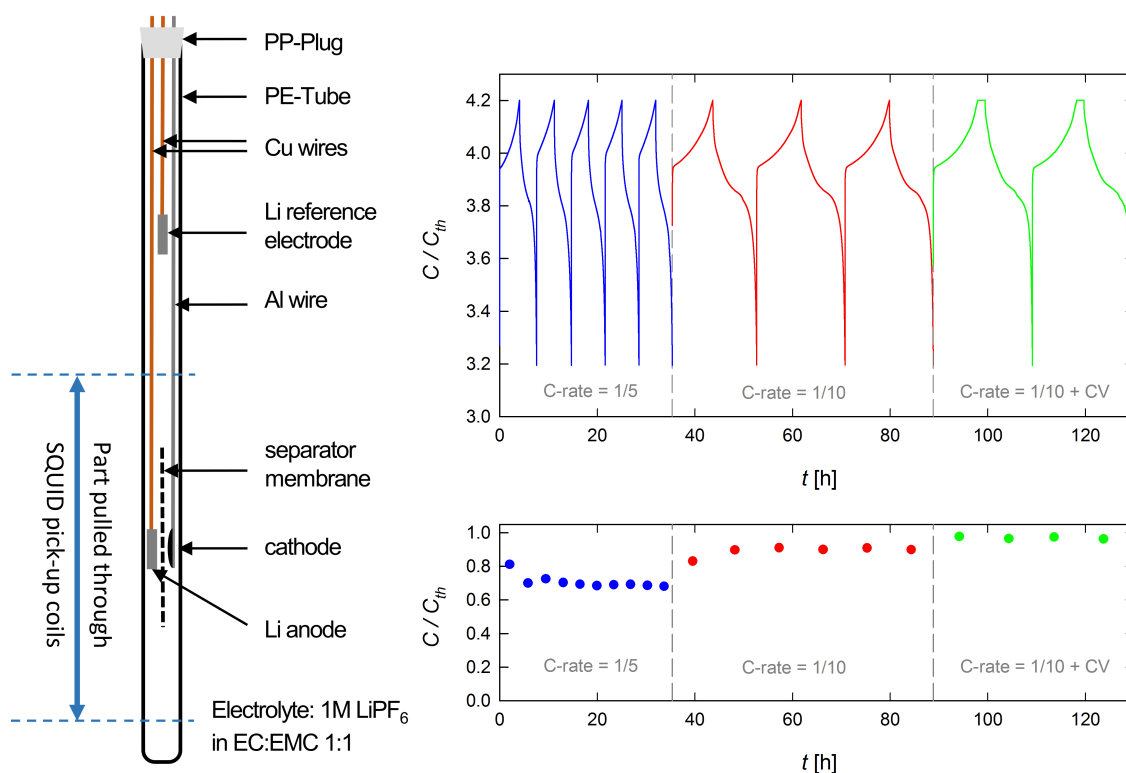 PP-Plug
PE-Tube
Cu wires
Li reference
electrode
Al wire
separator
membrane
cathode
Li anode
Part pulled through
SQUID pick-up coils
Electrolyte: 1M LiPF₆
in EC:EMC 1:1
C / Cth
4.2
4.0
3.8
3.6
3.4
3.2
3.0
C-rate = 1/5
C-rate = 1/10
C-rate = 1/10 + CV
0
20
40
60
80
100
120
t [h]
C / Cth
1.0
0.8
0.6
0.4
0.2
0.0
C-rate = 1/5
C-rate = 1/10
C-rate = 1/10 + CV
0
20
40
60
80
100
120
t [h]